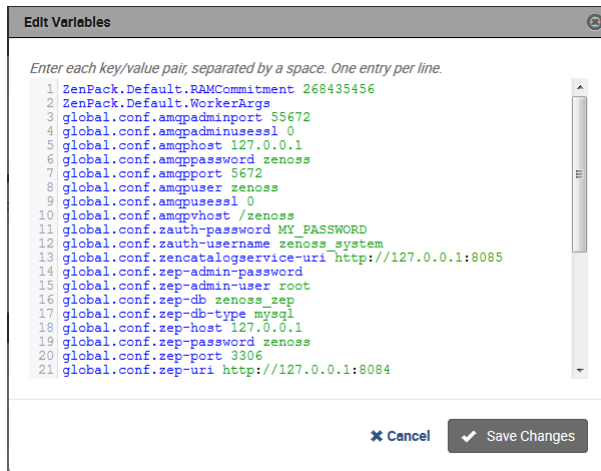 Edit Variables
Enter each key/value pair, separated by a space. One entry per line.
1 ZenPack.Default.RAMCommitment 268435456
2 ZenPack.Default.WorkerArgs
3 global.conf.amqpadminport 55672
4 global.conf.amqpadminusessl 0
5 global.conf.amqphost 127.0.0.1
6 global.conf.amqppassword zenoss
7 global.conf.amqpport 5672
8 global.conf.amqpuser zenoss
9 global.conf.amqpusessl 0
10 global.conf.amqpvhost /zenoss
11 global.conf.zauth-password MY_PASSWORD
12 global.conf.zauth-username zenoss_system
13 global.conf.zencatalogservice-uri http://127.0.0.1:8085
14 global.conf.zep-admin-password
15 global.conf.zep-admin-user root
16 global.conf.zep-db zenoss_zep
17 global.conf.zep-db-type mysql
18 global.conf.zep-host 127.0.0.1
19 global.conf.zep-password zenoss
20 global.conf.zep-port 3306
21 global.conf.zep-uri http://127.0.0.1:8084
Cancel
Save Changes